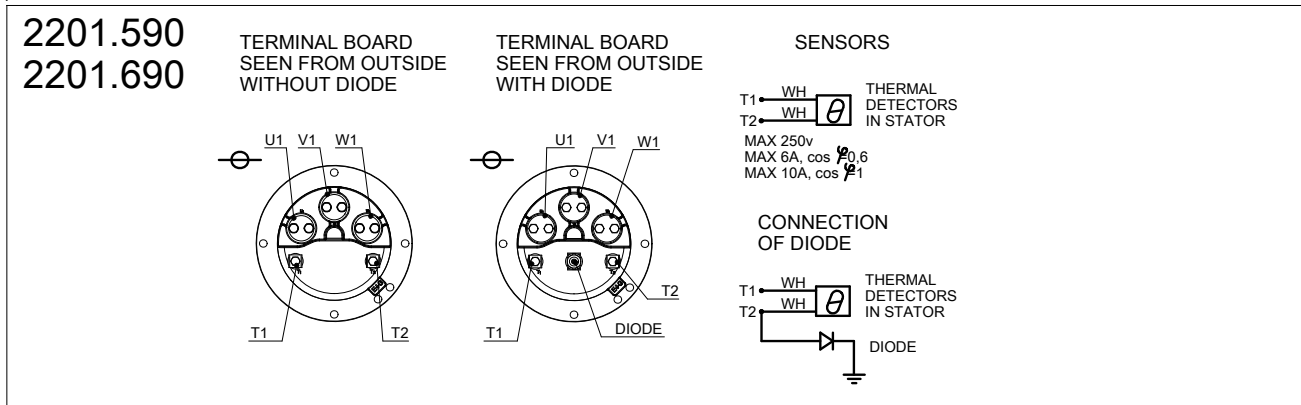 2201.590
2201.690
TERMINAL BOARD
SEEN FROM OUTSIDE
WITHOUT DIODE
U1 V1 W1
T1 T2
TERMINAL BOARD
SEEN FROM OUTSIDE
WITH DIODE
U1 V1 W1
T2
T1 DIODE
SENSORS
T1 WH THERMAL
DETECTORS
T2 WH IN STATOR
MAX 250v
MAX 6A, cos φ0,6
MAX 10A, cos φ1
CONNECTION
OF DIODE
T1 WH THERMAL
DETECTORS
T2 WH IN STATOR
DIODE